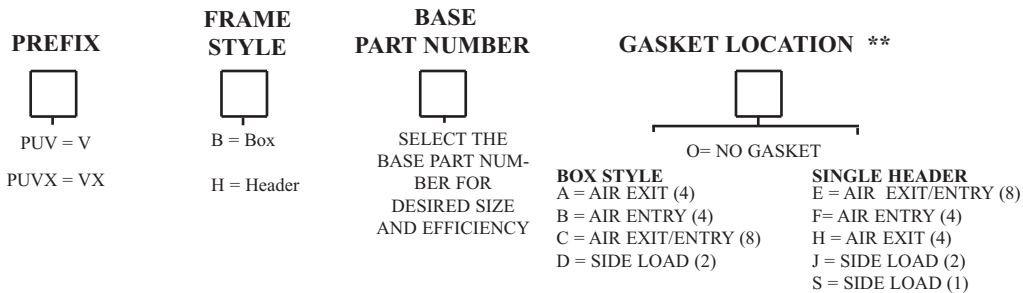 PREFIX
PUV = V
PUVX = VX
FRAME
STYLE
B = Box
H = Header
BASE
PART NUMBER
SELECT THE
BASE PART NUM-
BER FOR
DESIRED SIZE
AND EFFICIENCY
GASKET LOCATION **
O= NO GASKET
BOX STYLE
A = AIR EXIT (4)
B = AIR ENTRY (4)
C = AIR EXIT/ENTRY (8)
D = SIDE LOAD (2)
SINGLE HEADER
E = AIR EXIT/ENTRY (8)
F= AIR ENTRY (4)
H = AIR EXIT (4)
J = SIDE LOAD (2)
S = SIDE LOAD (1)